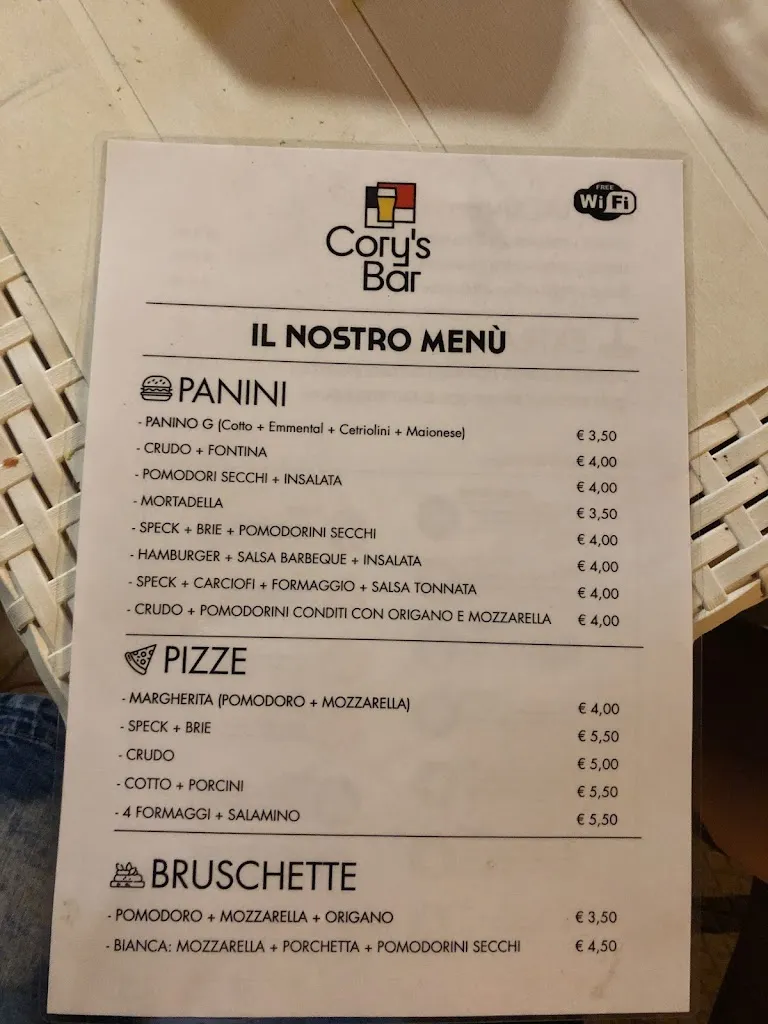 FREE
WiFi
Cory's
Bar
IL NOSTRO MENÙ
PANINI
- PANINO G (Cotto + Emmental + Cetriolini + Maionese) € 3,50
- CRUDO + FONTINA € 4,00
- POMODORI SECCHI + INSALATA € 4,00
- MORTADELLA € 3,50
- SPECK + BRIE + POMODORINI SECCHI € 4,00
- HAMBURGER + SALSA BARBEQUE + INSALATA € 4,00
- SPECK + CARCIOFI + FORMAGGIO + SALSA TONNATA € 4,00
- CRUDO + POMODORINI CONDITI CON ORIGANO E MOZZARELLA € 4,00
PIZZE
- MARGHERITA (POMODORO + MOZZARELLA) € 4,00
- SPECK + BRIE € 5,50
- CRUDO € 5,00
- COTTO + PORCINI € 5,50
- 4 FORMAGGI + SALAMINO € 5,50
BRUSCHETTE
- POMODORO + MOZZARELLA + ORIGANO € 3,50
- BIANCA: MOZZARELLA + PORCHETTA + POMODORINI SECCHI € 4,50